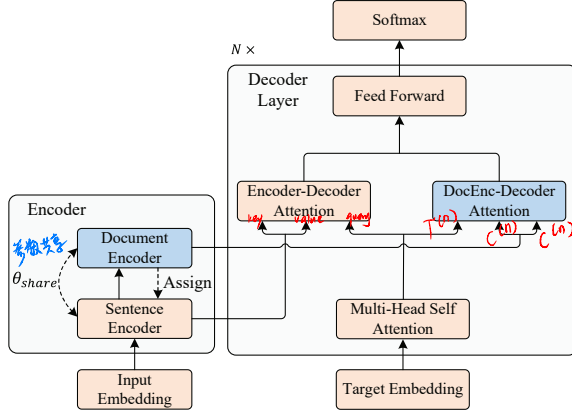 Softmax
N ×
Decoder
Layer
Feed Forward
Encoder-Decoder
Attention
key
value
query
DocEnc-Decoder
Attention
T^(n)
C^(n)
C^(n)
Encoder
参数共享
Document
Encoder
θ_share
Assign
Sentence
Encoder
Multi-Head Self
Attention
Input
Embedding
Target Embedding